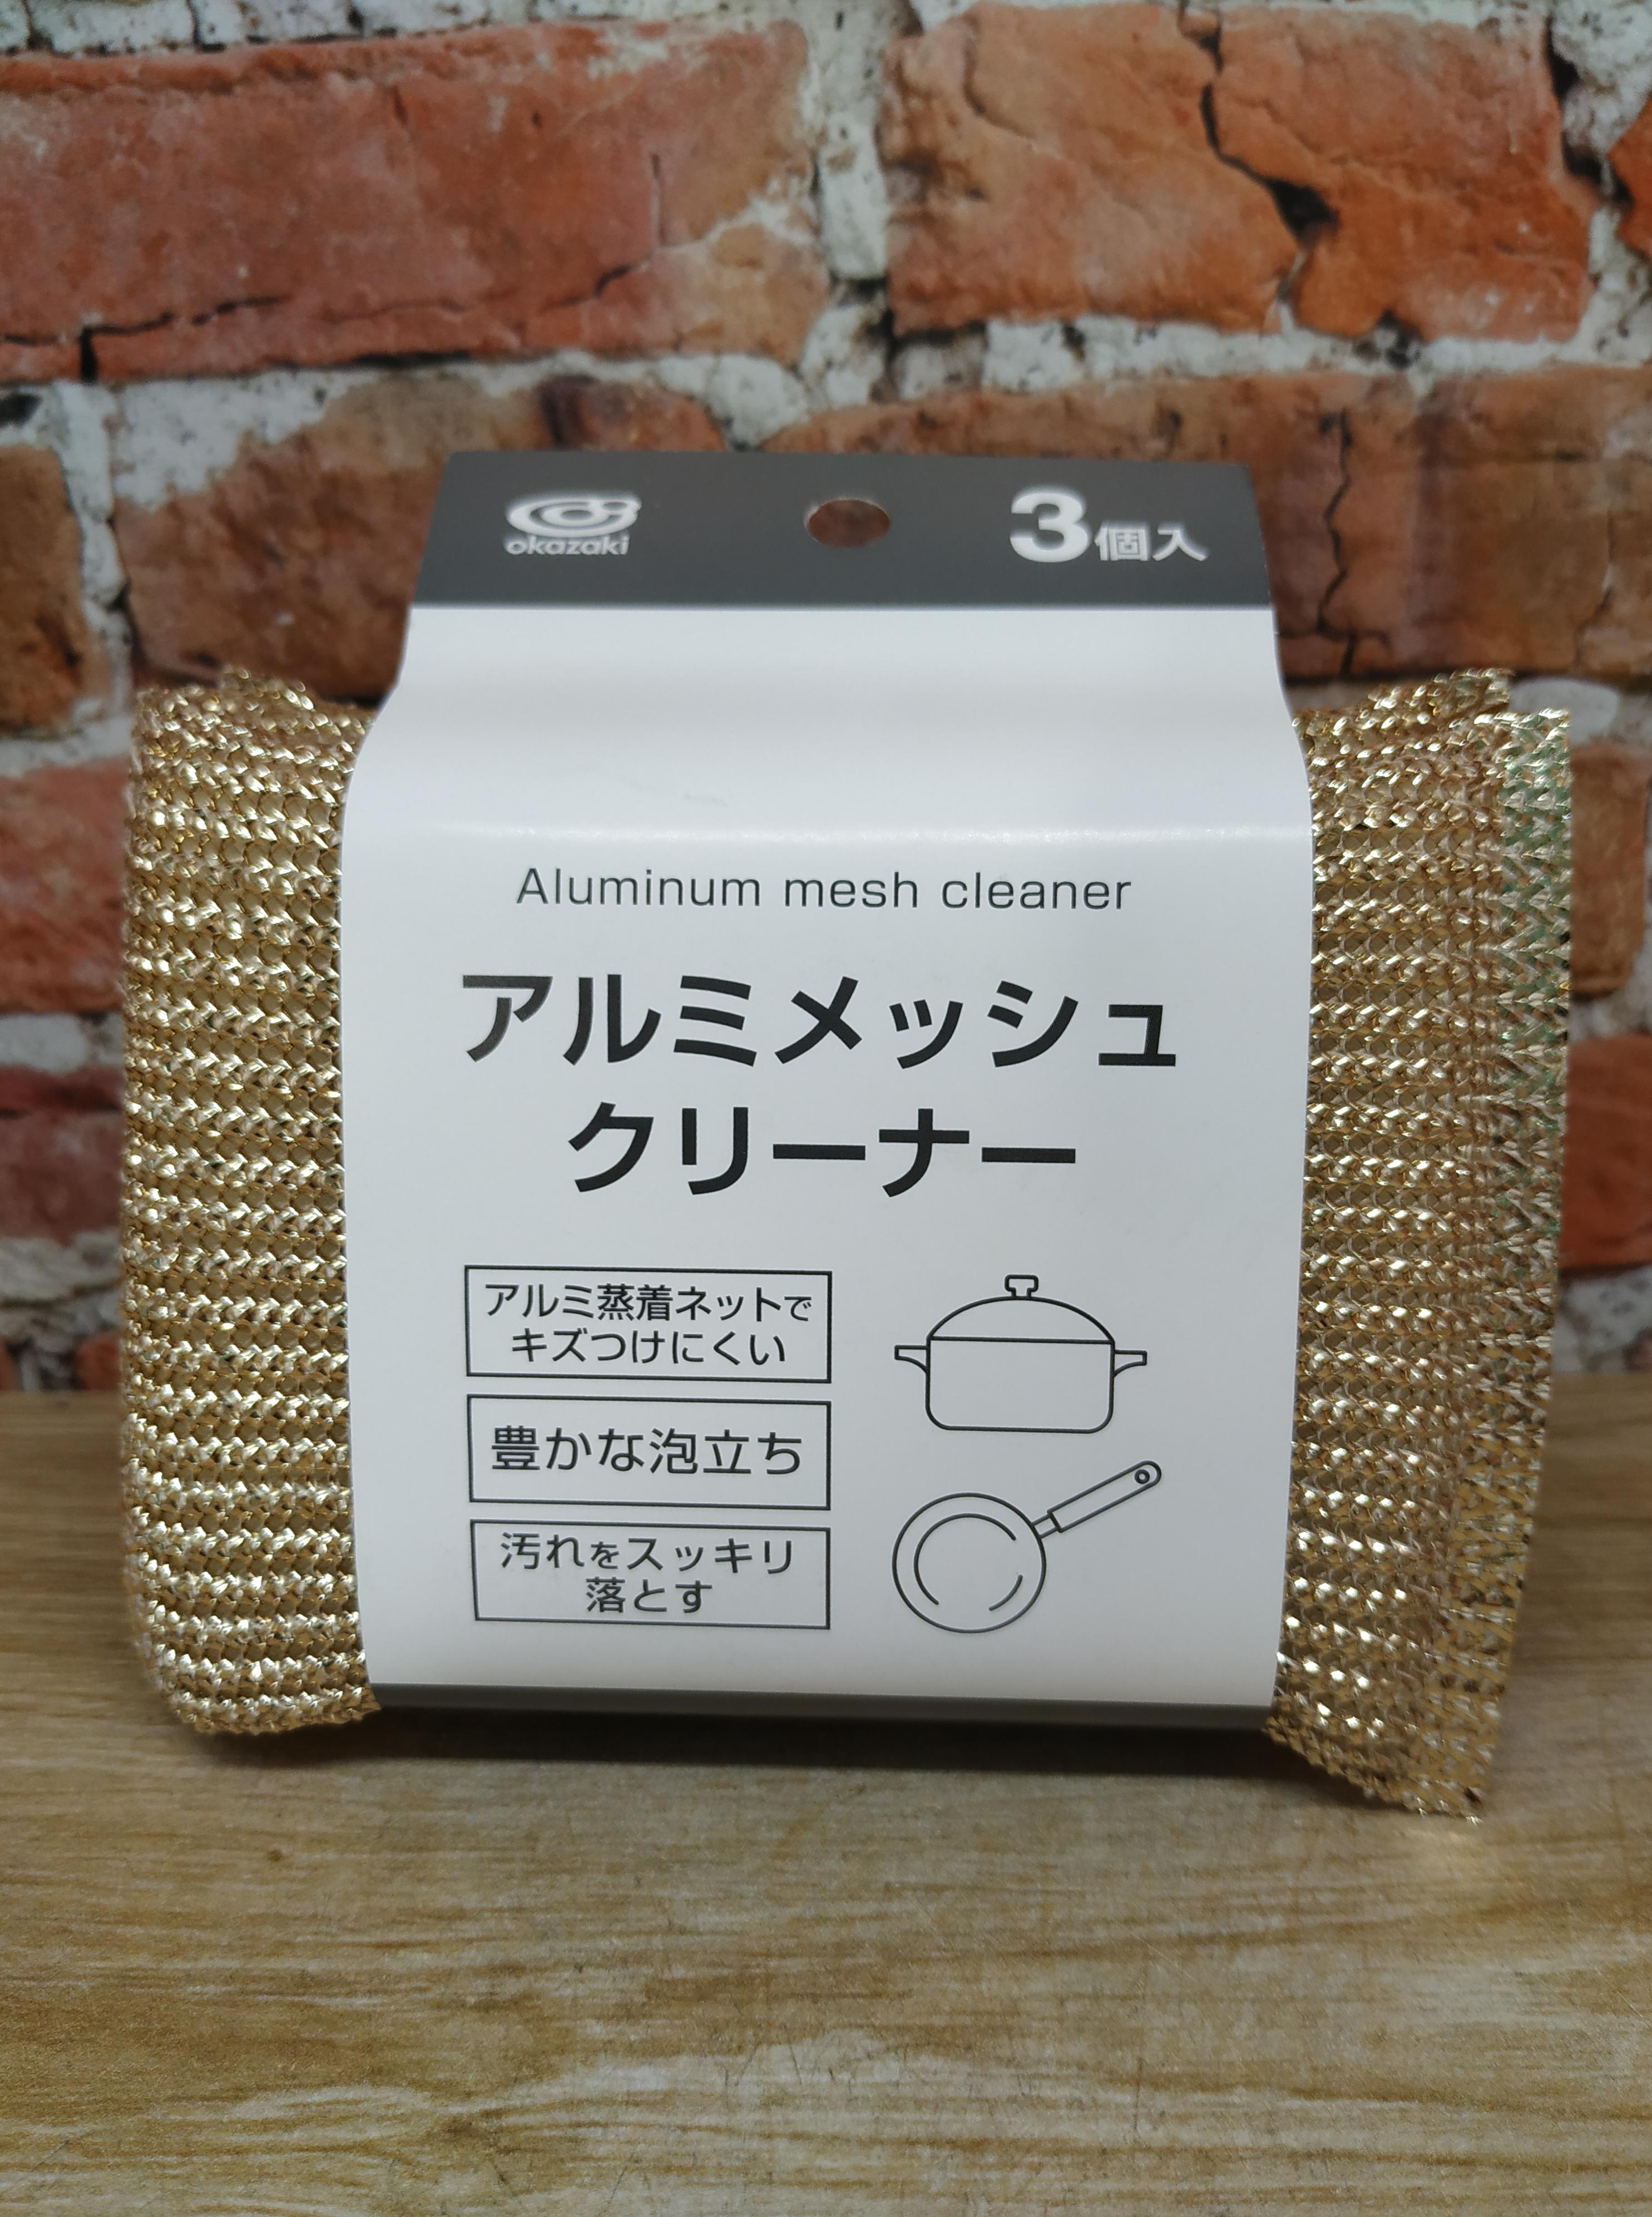 okazaki
3個入
Aluminum mesh cleaner
アルミメッシュ
クリーナー
アルミ蒸着ネットで
キズつけにくい
豊かな泡立ち
汚れをスッキリ
落とす